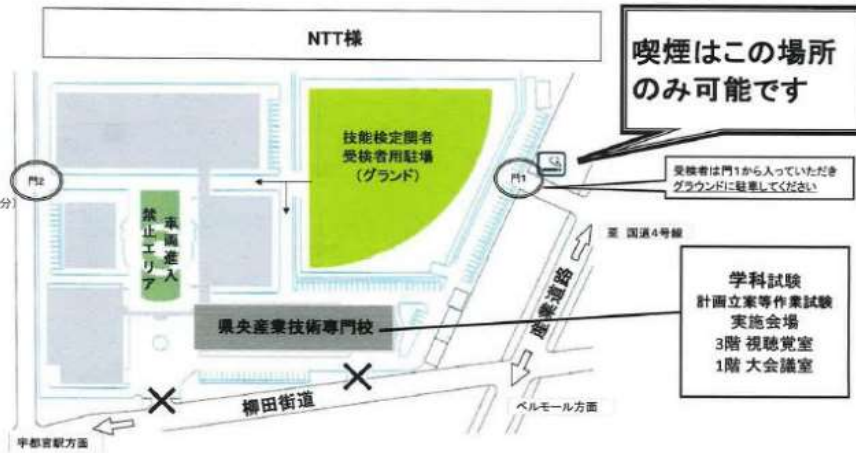 NTT様
喫煙はこの場所
のみ可能です
技能検定関者
受検者用駐場
(グランド)
門2
門1
受検者は門1から入っていただき
グラウンドに駐車してください
分)
車両進入
禁止エリア
至 国道4号線
産業道路
学科試験
計画立案等作業試験
実施会場
3階 視聴覚室
1階 大会議室
県央産業技術専門校
柳田街道
ベルモール方面
宇都宮駅方面